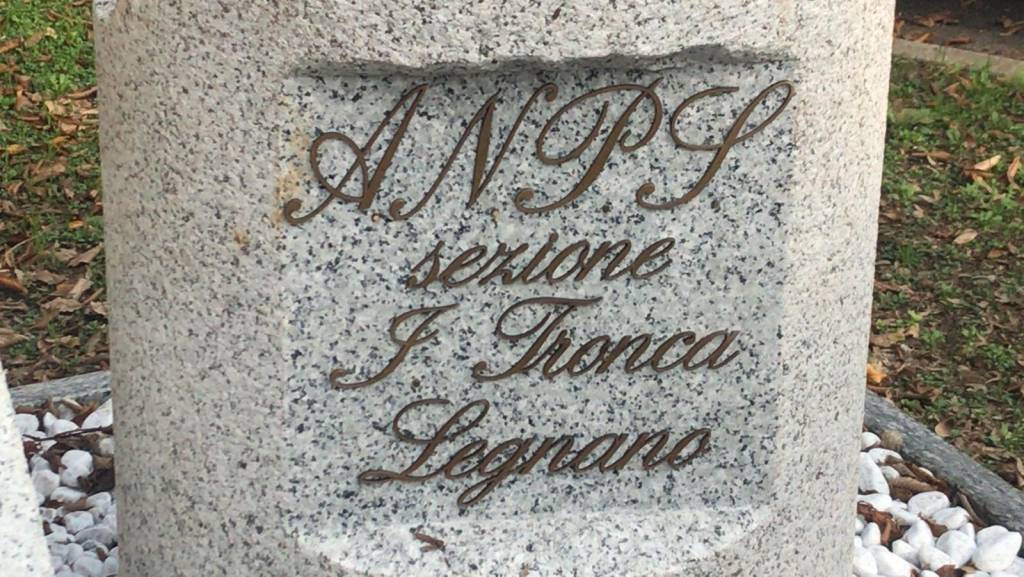 ANPS
sezione
I Tronca
Legnano